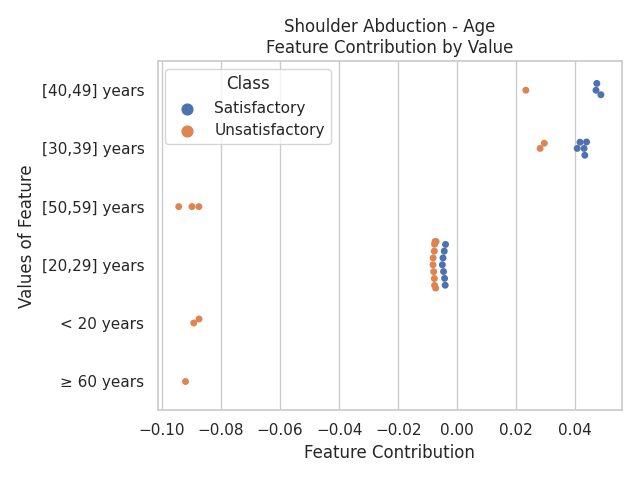 Shoulder Abduction - Age
Feature Contribution by Value
Class
Satisfactory
Unsatisfactory
Values of Feature
[40,49] years
[30,39] years
[50,59] years
[20,29] years
< 20 years
≥ 60 years
−0.10 −0.08 −0.06 −0.04 −0.02 0.00 0.02 0.04
Feature Contribution